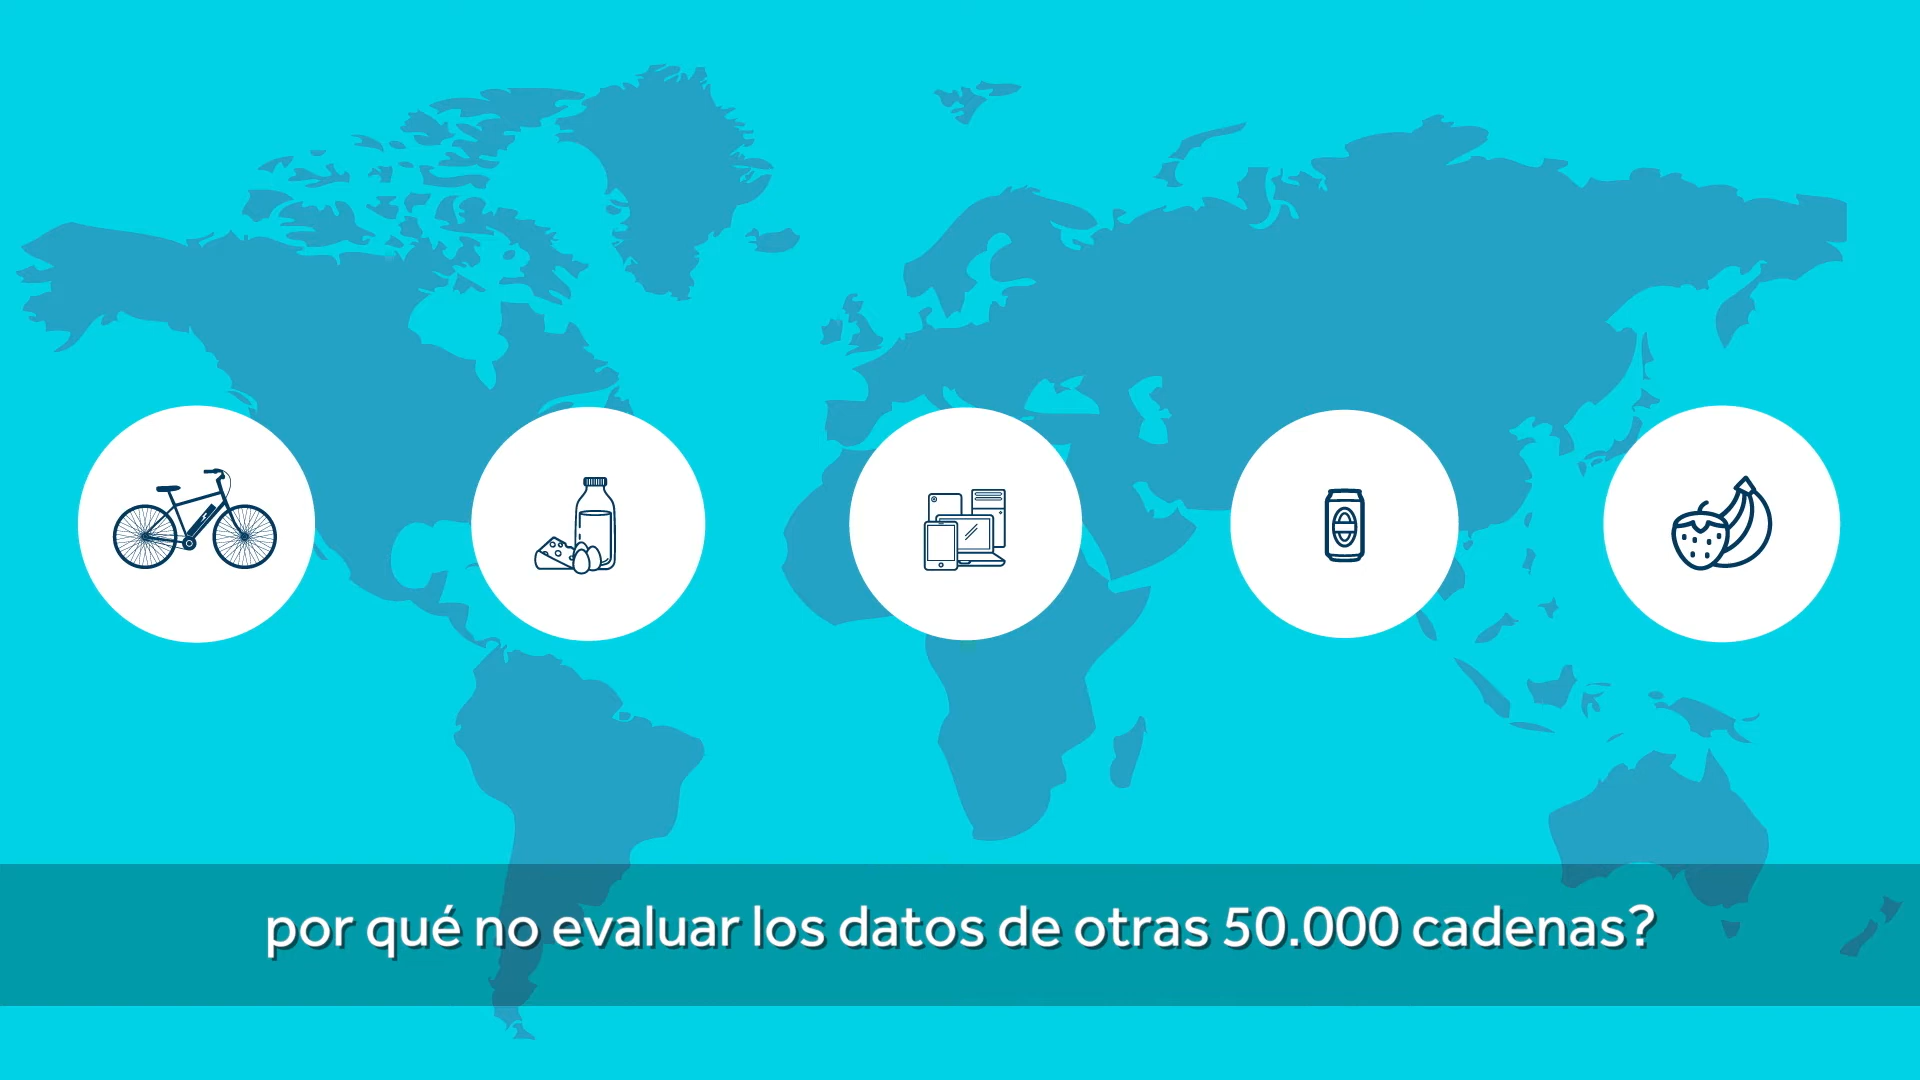 por qué no evaluar los datos de otras 50.000 cadenas?